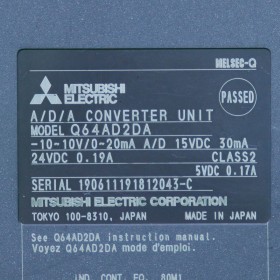 MELSEC-Q
MITSUBISHI
ELECTRIC
PASSED
A/D/A CONVERTER UNIT
MODEL Q64AD2DA
-10-10V/0-20mA A/D 15VDC 30mA
24VDC 0.19A CLASS2
5VDC 0.17A
SERIAL 190611191812043-C
MITSUBISHI ELECTRIC CORPORATION
TOKYO 100-8310, JAPAN MADE IN JAPAN
See Q64AD2DA instruction manual.
Voyez Q64AD2DA mode d'emploi.
IND. CONT. EQ. 80M1